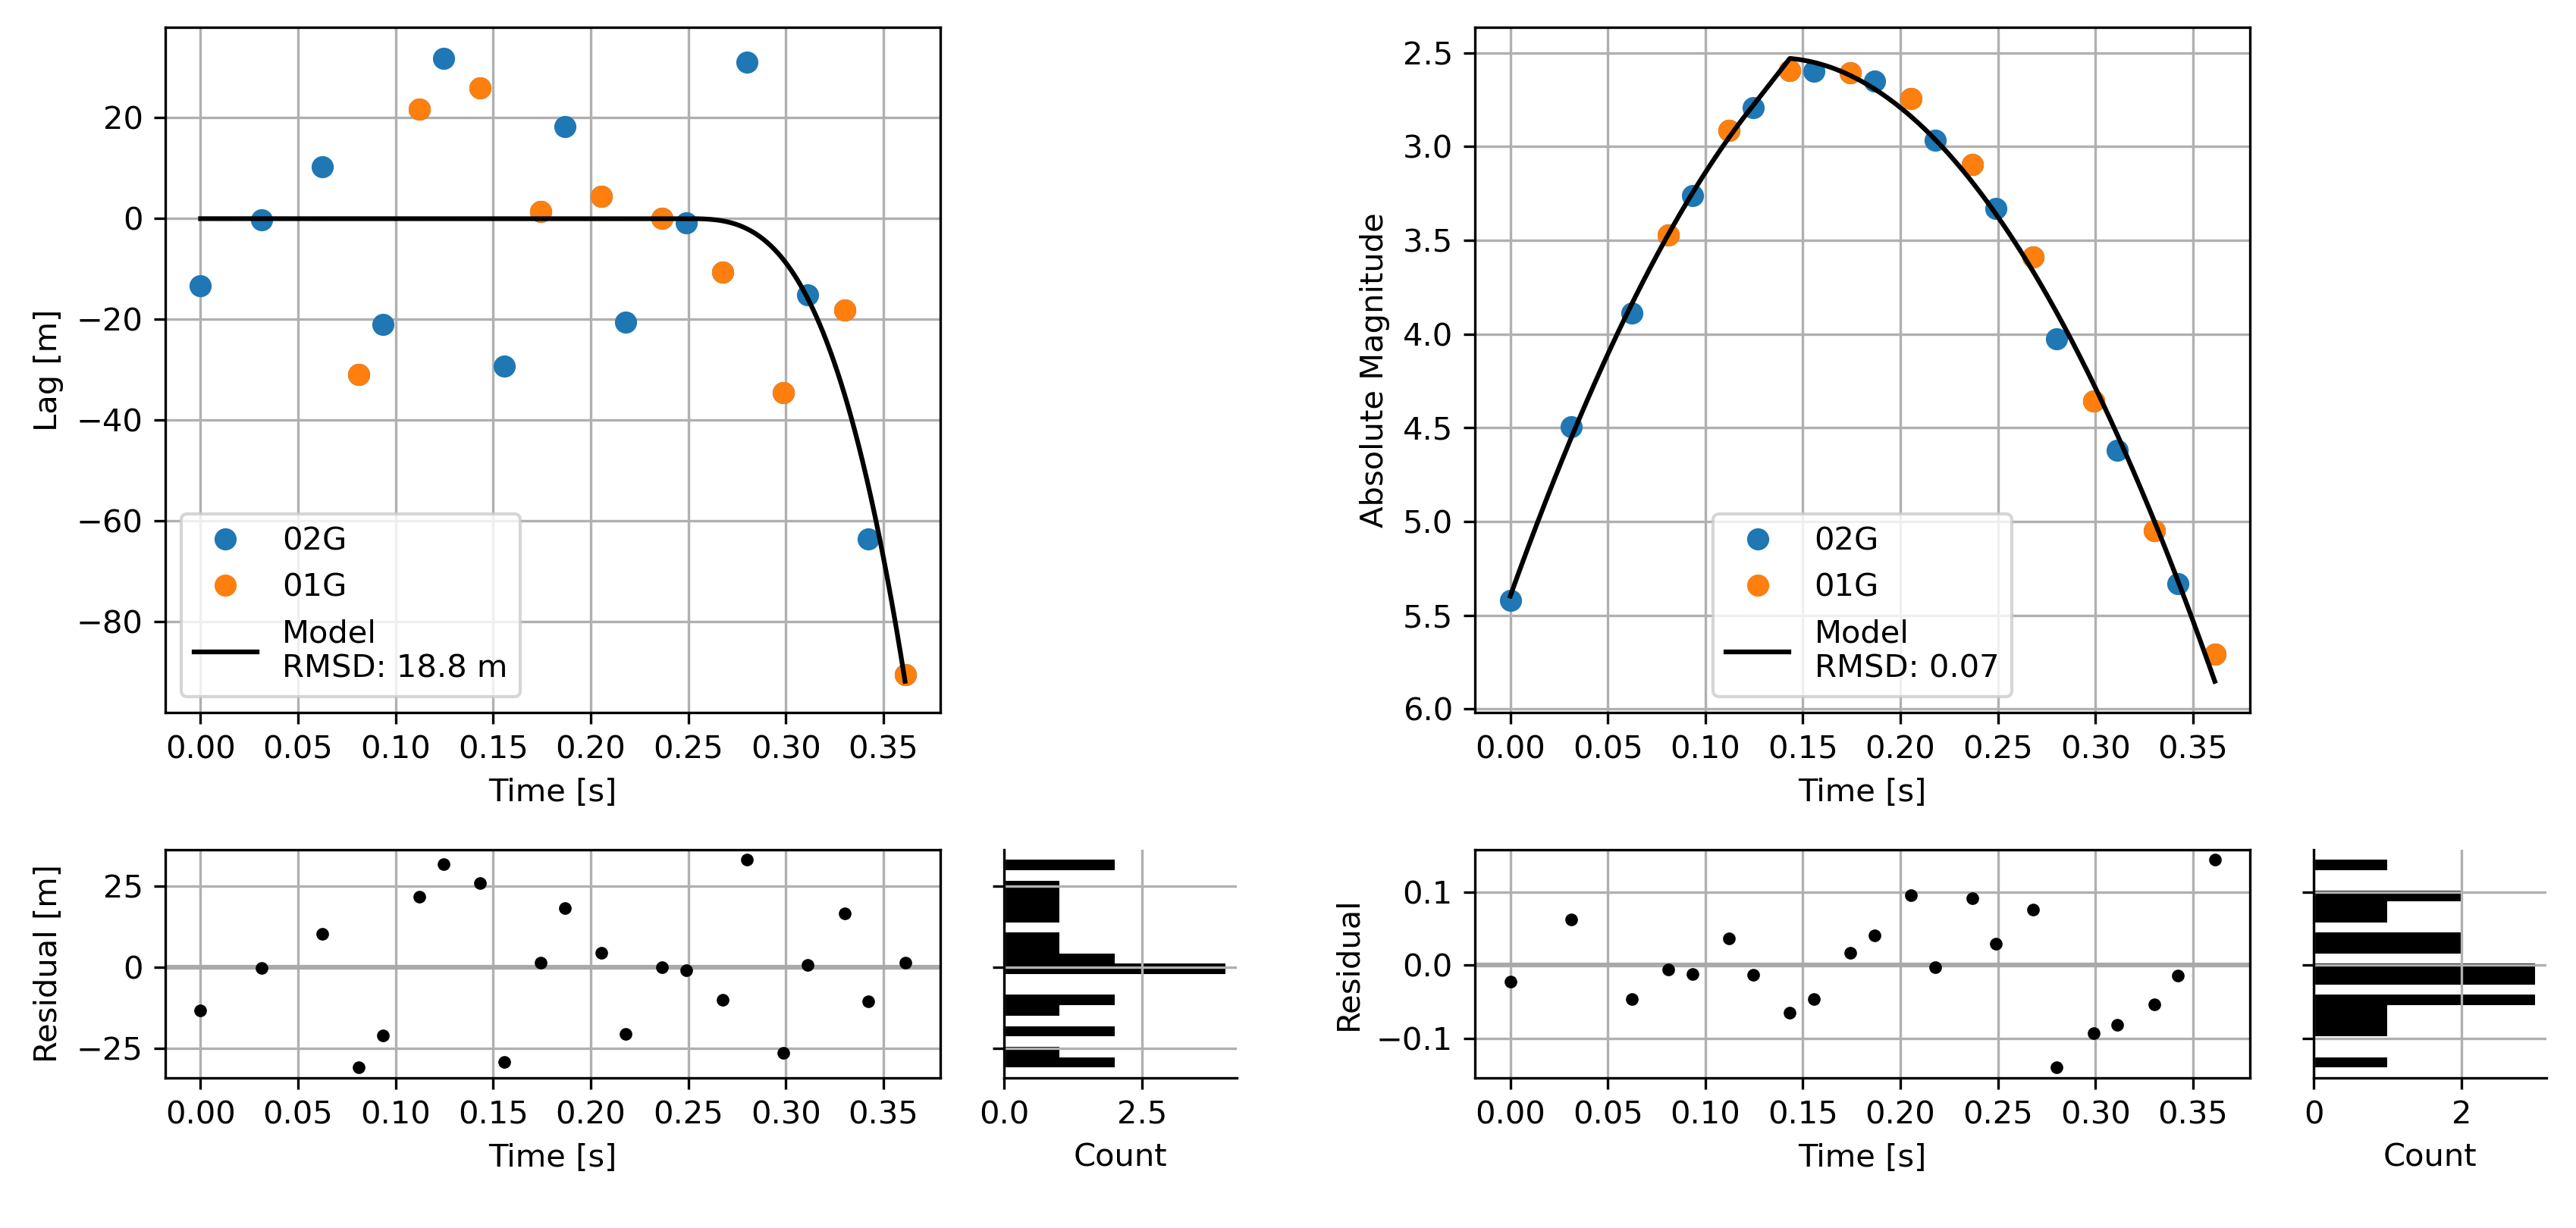 20
0
−20
−40
−60
−80
Lag [m]
02G
01G
Model
RMSD: 18.8 m
0.00 0.05 0.10 0.15 0.20 0.25 0.30 0.35
Time [s]
2.5
3.0
3.5
4.0
4.5
5.0
5.5
6.0
Absolute Magnitude
02G
01G
Model
RMSD: 0.07
0.00 0.05 0.10 0.15 0.20 0.25 0.30 0.35
Time [s]
25
0
−25
Residual [m]
0.00 0.05 0.10 0.15 0.20 0.25 0.30 0.35
Time [s]
0.0 2.5
Count
0.1
0.0
−0.1
Residual
0.00 0.05 0.10 0.15 0.20 0.25 0.30 0.35
Time [s]
0 2
Count